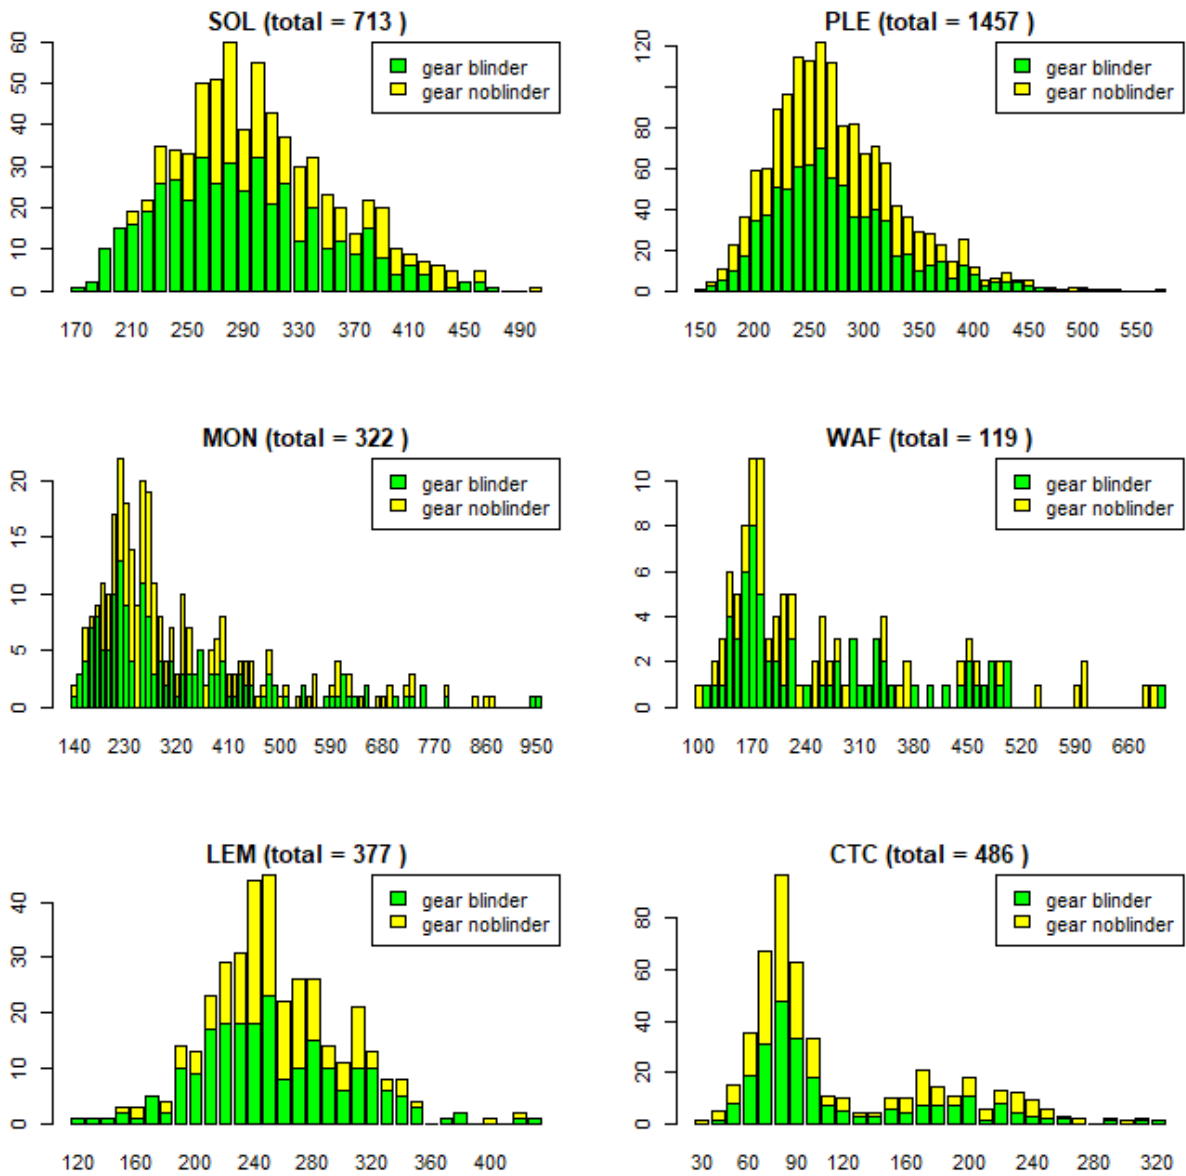 SOL (total = 713 )
gear blinder
gear noblinder
0 10 20 30 40 50 60
170 210 250 290 330 370 410 450 490
PLE (total = 1457 )
gear blinder
gear noblinder
0 20 40 60 80 120
150 200 250 300 350 400 450 500 550
MON (total = 322 )
gear blinder
gear noblinder
0 5 10 15 20
140 230 320 410 500 590 680 770 860 950
WAF (total = 119 )
gear blinder
gear noblinder
0 2 4 6 8 10
100 170 240 310 380 450 520 590 660
LEM (total = 377 )
gear blinder
gear noblinder
0 10 20 30 40
120 160 200 240 280 320 360 400
CTC (total = 486 )
gear blinder
gear noblinder
0 20 40 60 80
30 60 90 120 160 200 240 280 320